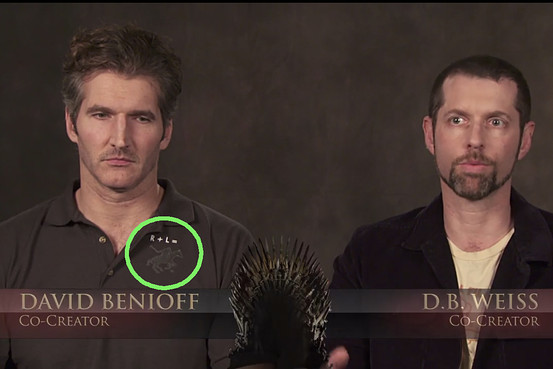 R + L =
DAVID BENIOFF
CO-CREATOR
D.B. WEISS
CO-CREATOR